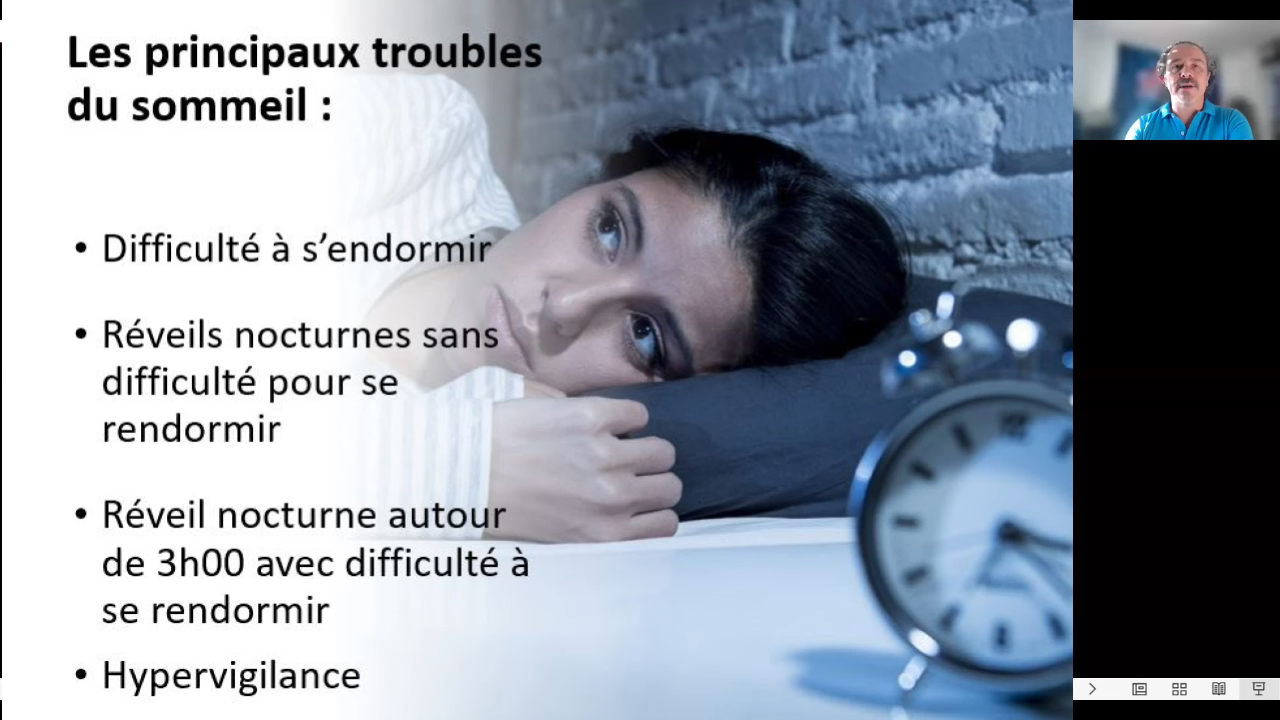 Les principaux troubles
du sommeil :
• Difficulté à s’endormir
• Réveils nocturnes sans
difficulté pour se
rendormir
• Réveil nocturne autour
de 3h00 avec difficulté à
se rendormir
• Hypervigilance